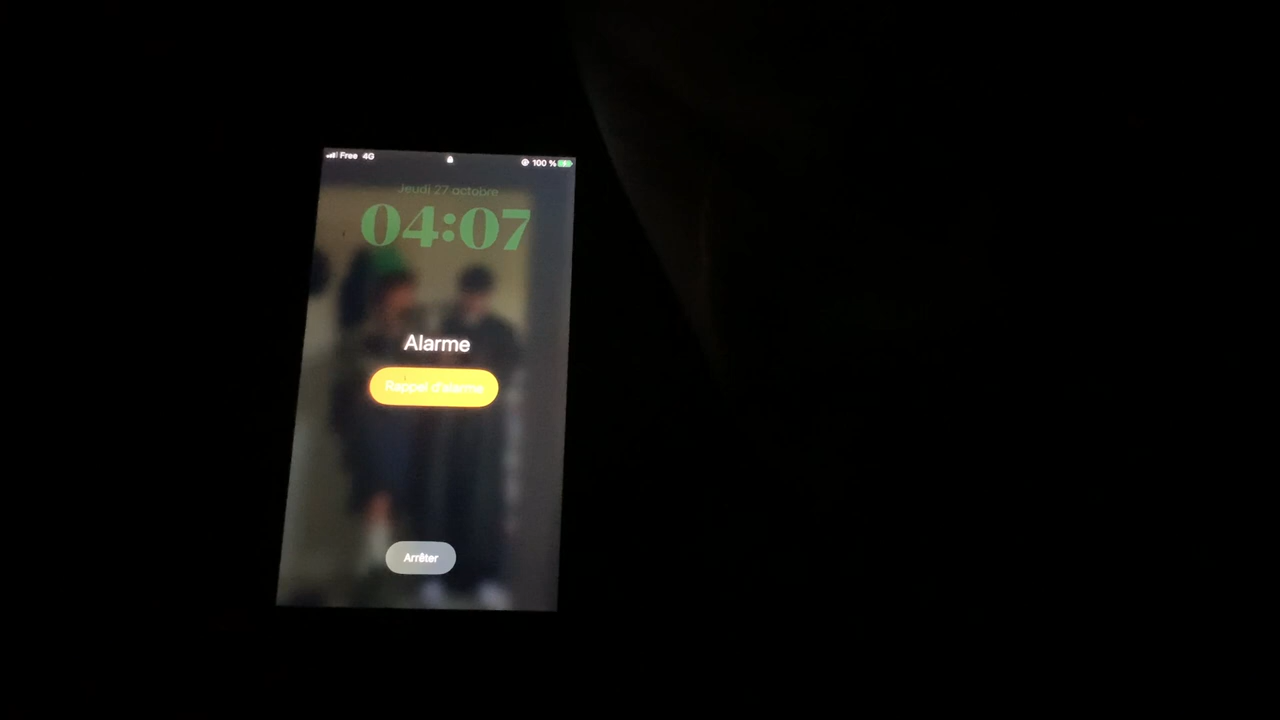 Free 4G 100 %
Jeudi 27 octobre
04:07
Alarme
Rappel d'alarme
Arrêter